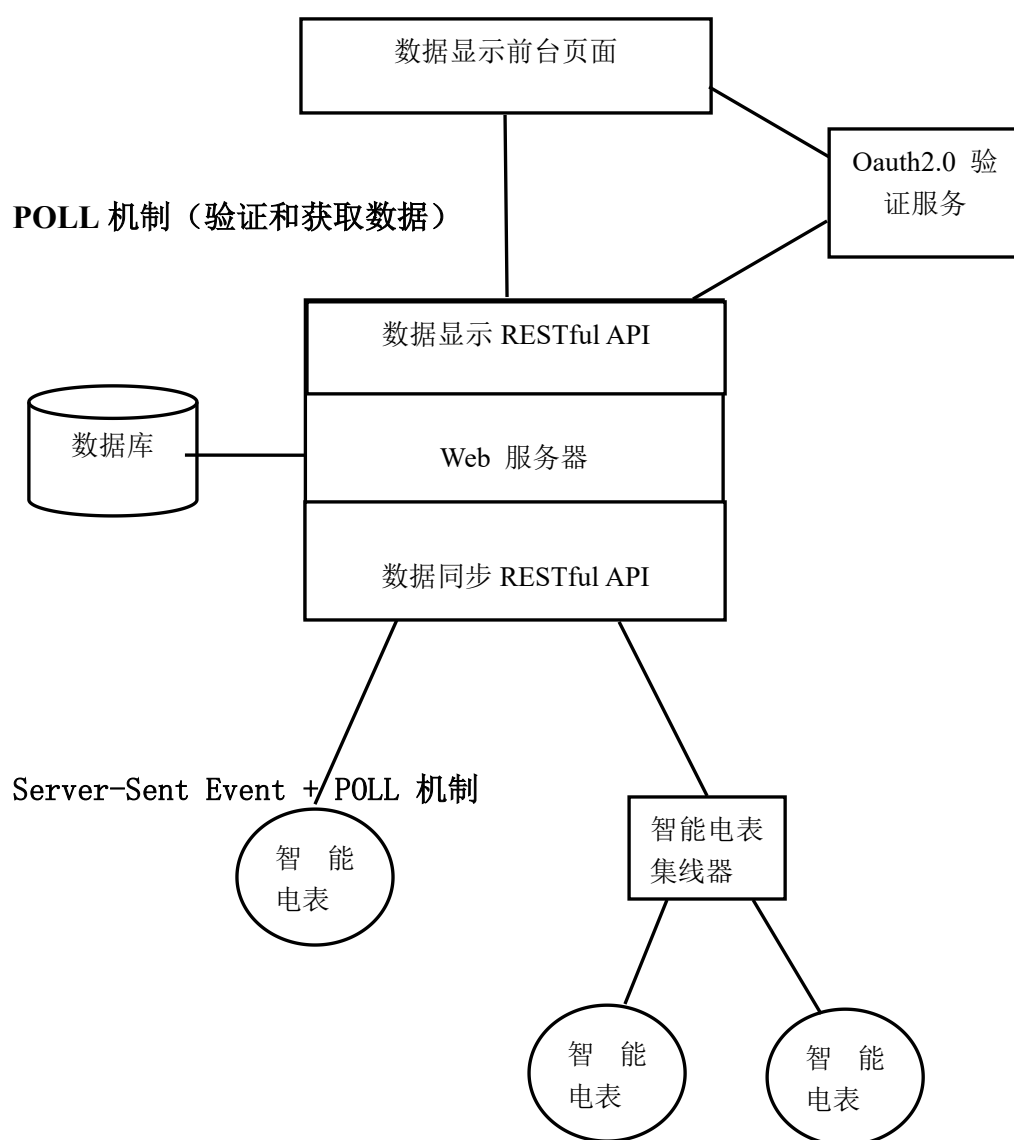 数据显示前台页面
Oauth2.0 验
证服务
POLL 机制（验证和获取数据）
数据显示 RESTful API
数据库
Web 服务器
数据同步 RESTful API
Server-Sent Event + POLL 机制
智 能
电表
智能电表
集线器
智 能
电表
智 能
电表